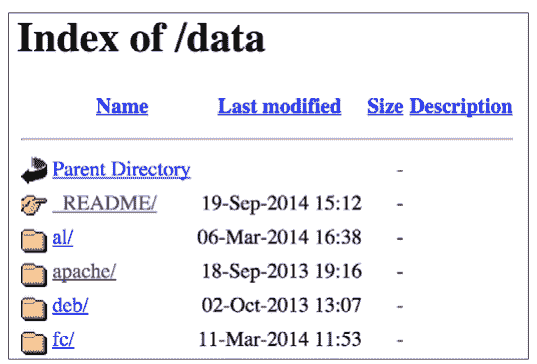 Index of /data
Name Last modified Size Description
Parent Directory -
_README/ 19-Sep-2014 15:12 -
al/ 06-Mar-2014 16:38 -
apache/ 18-Sep-2013 19:16 -
deb/ 02-Oct-2013 13:07 -
fc/ 11-Mar-2014 11:53 -